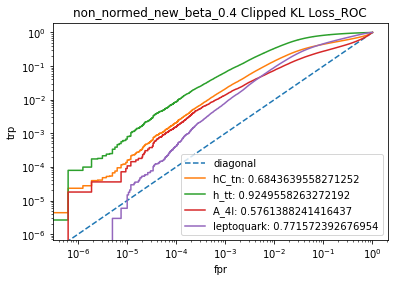 non_normed_new_beta_0.4 Clipped KL Loss_ROC
10⁰
10⁻¹
10⁻²
10⁻³
10⁻⁴
10⁻⁵
10⁻⁶
trp
diagonal
hC_tn: 0.6843639558271252
h_tt: 0.9249558263272192
A_4l: 0.5761388241416437
leptoquark: 0.771572392676954
10⁻⁶ 10⁻⁵ 10⁻⁴ 10⁻³ 10⁻² 10⁻¹ 10⁰
fpr